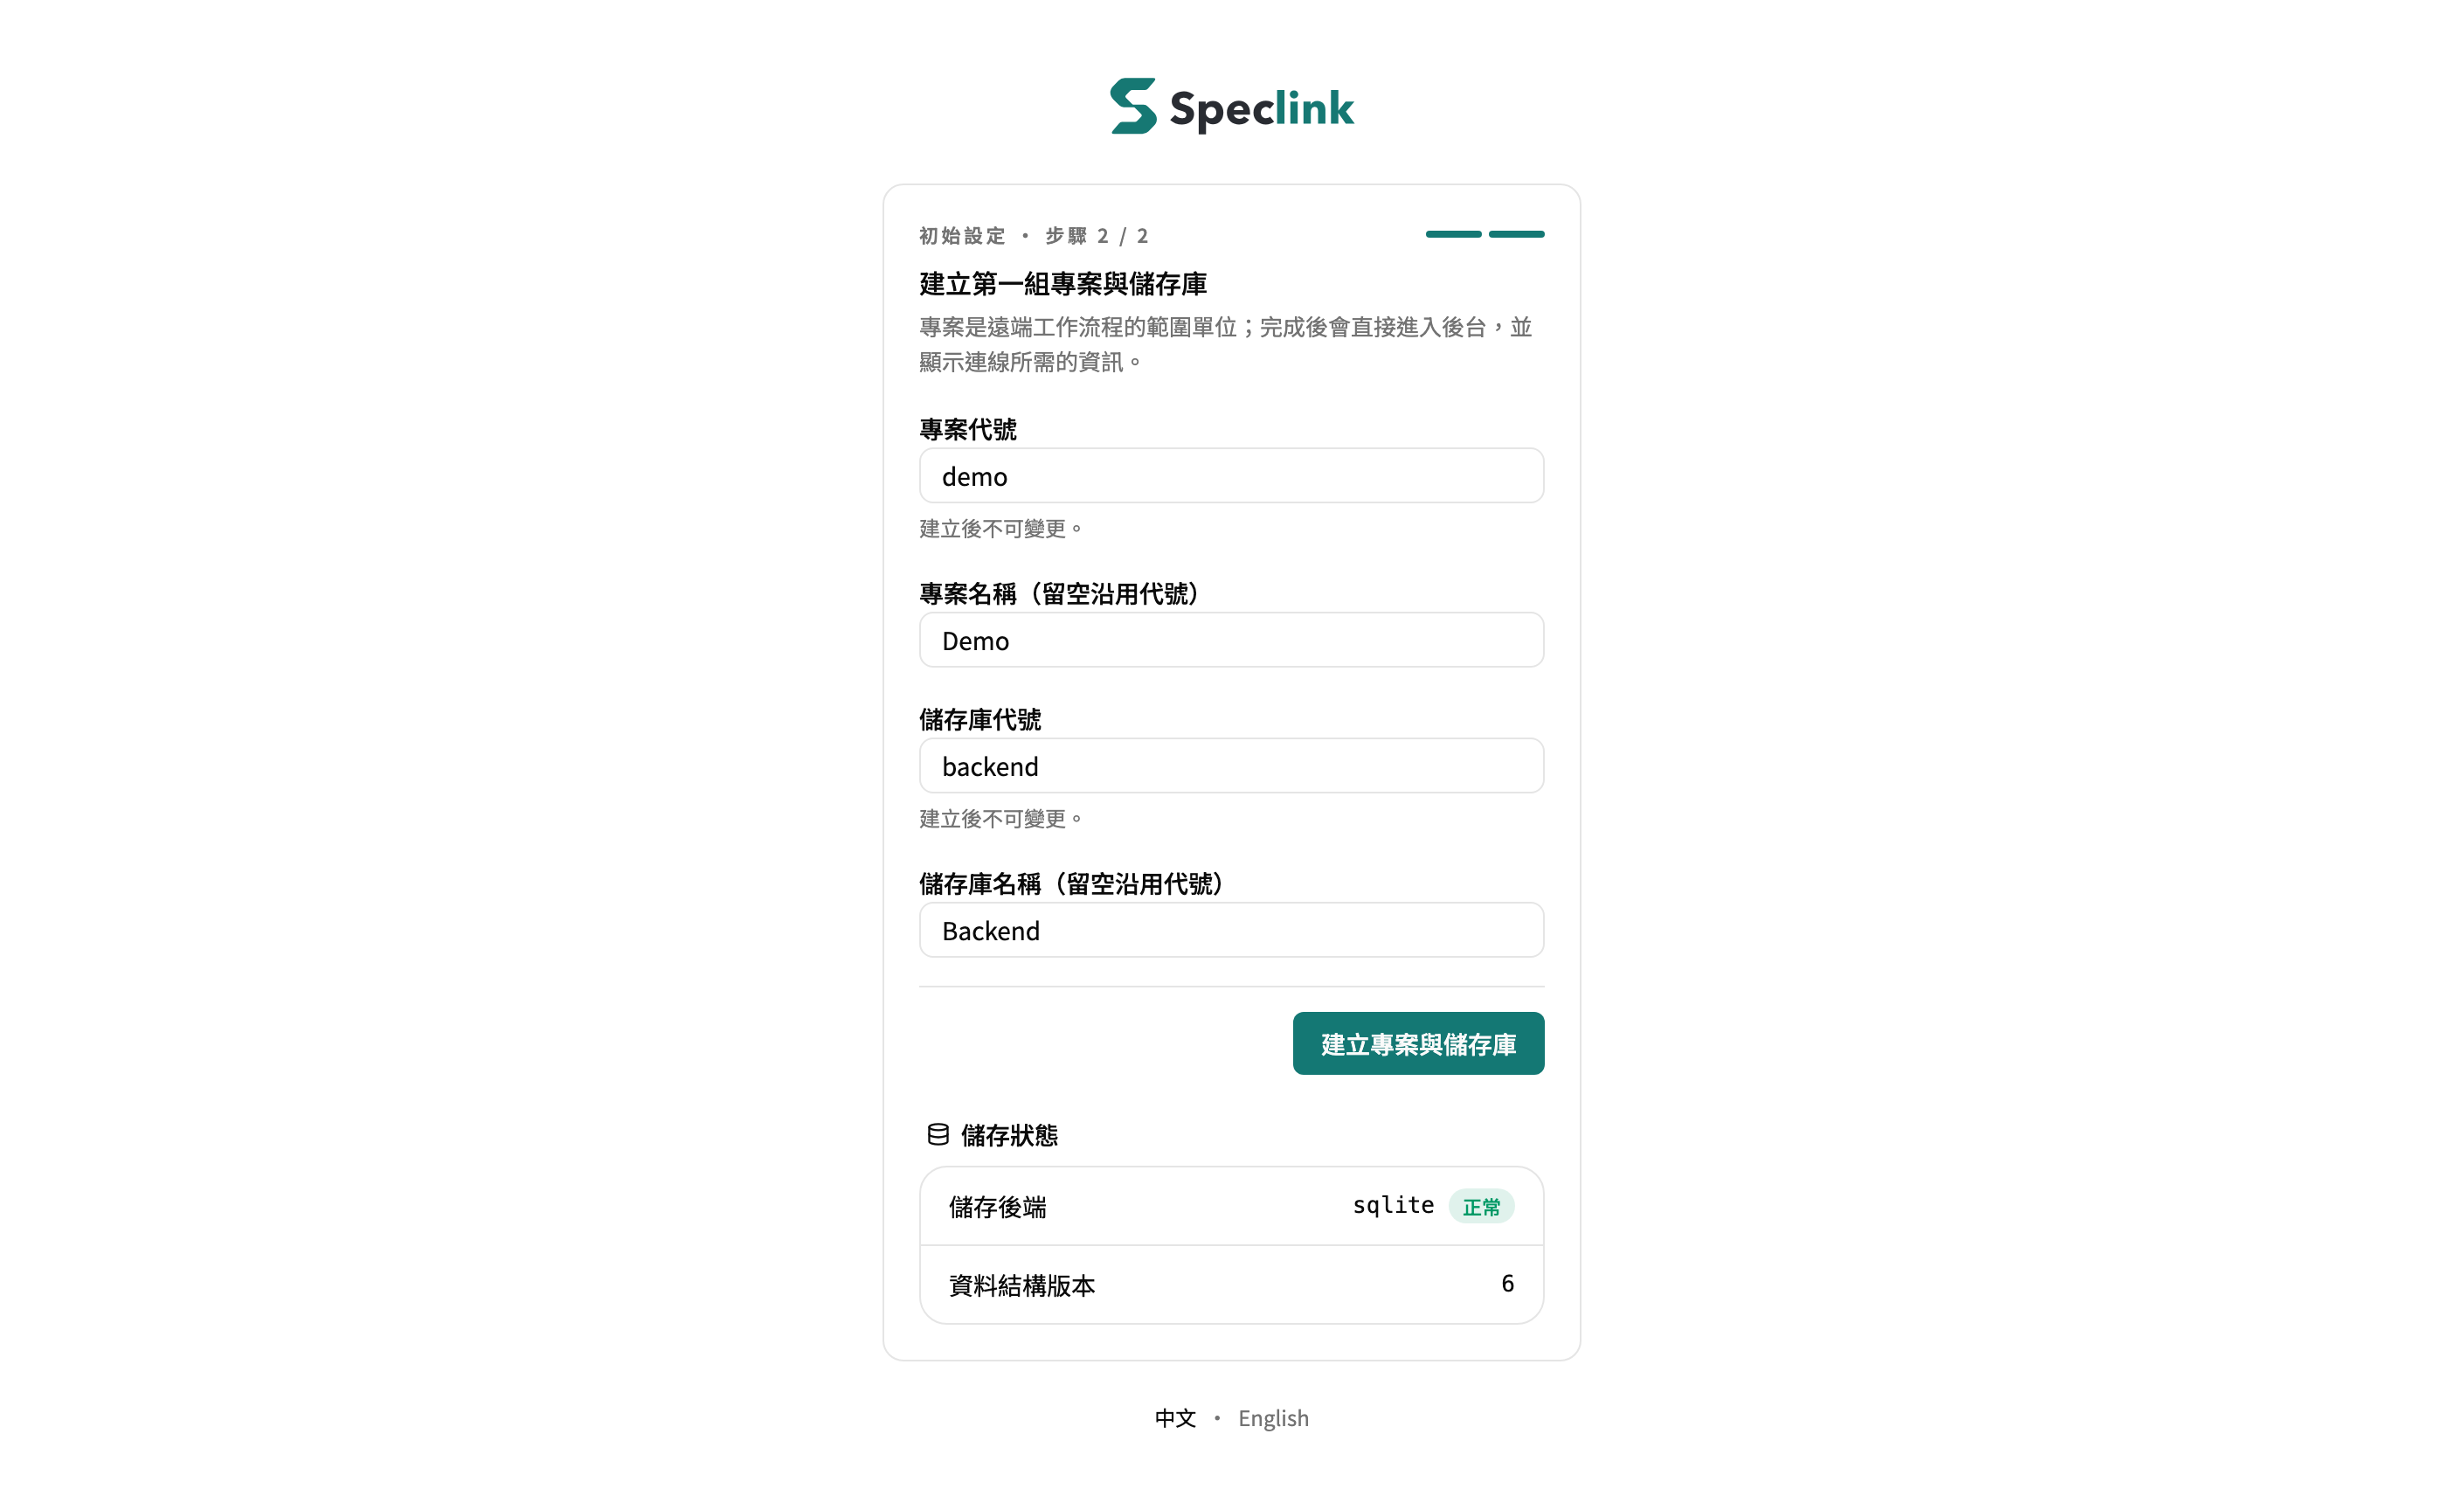 Speclink
初始設定 · 步驟 2 / 2
建立第一組專案與儲存庫
專案是遠端工作流程的範圍單位；完成後會直接進入後台，並
顯示連線所需的資訊。
專案代號
demo
建立後不可變更。
專案名稱（留空沿用代號）
Demo
儲存庫代號
backend
建立後不可變更。
儲存庫名稱（留空沿用代號）
Backend
建立專案與儲存庫
儲存狀態
儲存後端 sqlite 正常
資料結構版本 6
中文 · English